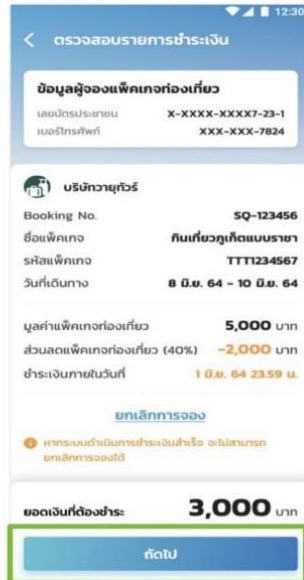 12:30
ตรวจสอบรายการชำระเงิน
ข้อมูลผู้จองแพ็คเกจท่องเที่ยว
เลขบัตรประชาชน X-XXXX-XXXX7-23-1
เบอร์โทรศัพท์ XXX-XXX-7824
บริษัทวายุทัวร์
Booking No. SQ-123456
ชื่อแพ็คเกจ กินเที่ยวภูเก็ตแบบราชา
รหัสแพ็คเกจ TTT1234567
วันที่เดินทาง 8 มิ.ย. 64 - 10 มิ.ย. 64
มูลค่าแพ็คเกจท่องเที่ยว 5,000 บาท
ส่วนลดแพ็คเกจท่องเที่ยว (40%) -2,000 บาท
ชำระเงินภายในวันที่ 1 มิ.ย. 64 23.59 น.
ยกเลิกการจอง
หากระบบดำเนินการชำระเงินสำเร็จ จะไม่สามารถ
ยกเลิกการจองได้
ยอดเงินที่ต้องชำระ 3,000 บาท
ถัดไป